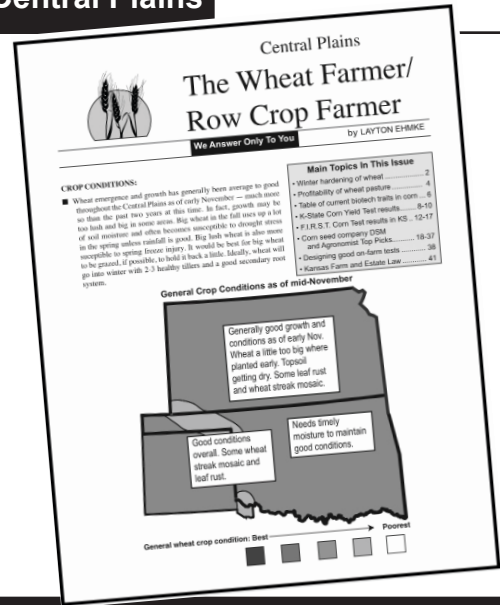 Central Plains
Central Plains
The Wheat Farmer/
Row Crop Farmer
We Answer Only To You
by LAYTON EHMKE
CROP CONDITIONS:
■ Wheat emergence and growth has generally been average to good
throughout the Central Plains as of early November — much more
so than the past two years at this time. In fact, growth may be
too lush and big in some areas. Big wheat in the fall uses up a lot
of soil moisture and often becomes susceptible to drought stress
in the spring unless rainfall is good. Big lush wheat is also more
susceptible to spring freeze injury. It would be best for big wheat
to be grazed, if possible, to hold it back a little. Ideally, wheat will
go into winter with 2-3 healthy tillers and a good secondary root
system.
Main Topics In This Issue
• Winter hardening of wheat .............. 2
• Profitability of wheat pasture ........... 4
• Table of current biotech traits in corn ... 6
• K-State Corn Yield Test results ...... 8-10
• F.I.R.S.T. Corn Test results in KS .. 12-17
• Corn seed company DSM
and Agronomist Top Picks .......... 18-37
• Designing good on-farm tests .......... 38
• Kansas Farm and Estate Law .......... 41
General Crop Conditions as of mid-November
Generally good growth and
conditions as of early Nov.
Wheat a little too big where
planted early. Topsoil
getting dry. Some leaf rust
and wheat streak mosaic.
Good conditions
overall. Some wheat
streak mosaic and
leaf rust.
Needs timely
moisture to maintain
good conditions.
General wheat crop condition: Best
Poorest